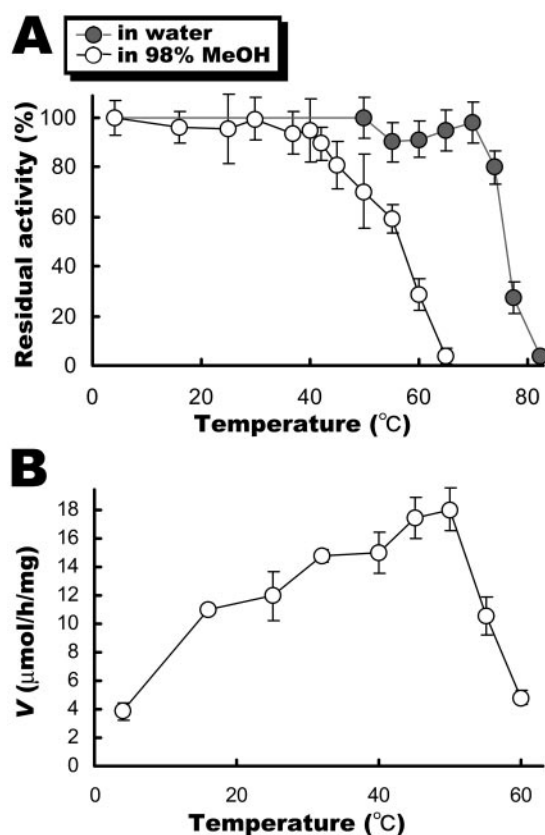 A
in water
in 98% MeOH
Residual activity (%)
100
80
60
40
20
0
0 20 40 60 80
Temperature (℃)
B
V (μmol/h/mg)
18
16
14
12
10
8
6
4
2
0
0 20 40 60
Temperature (℃)